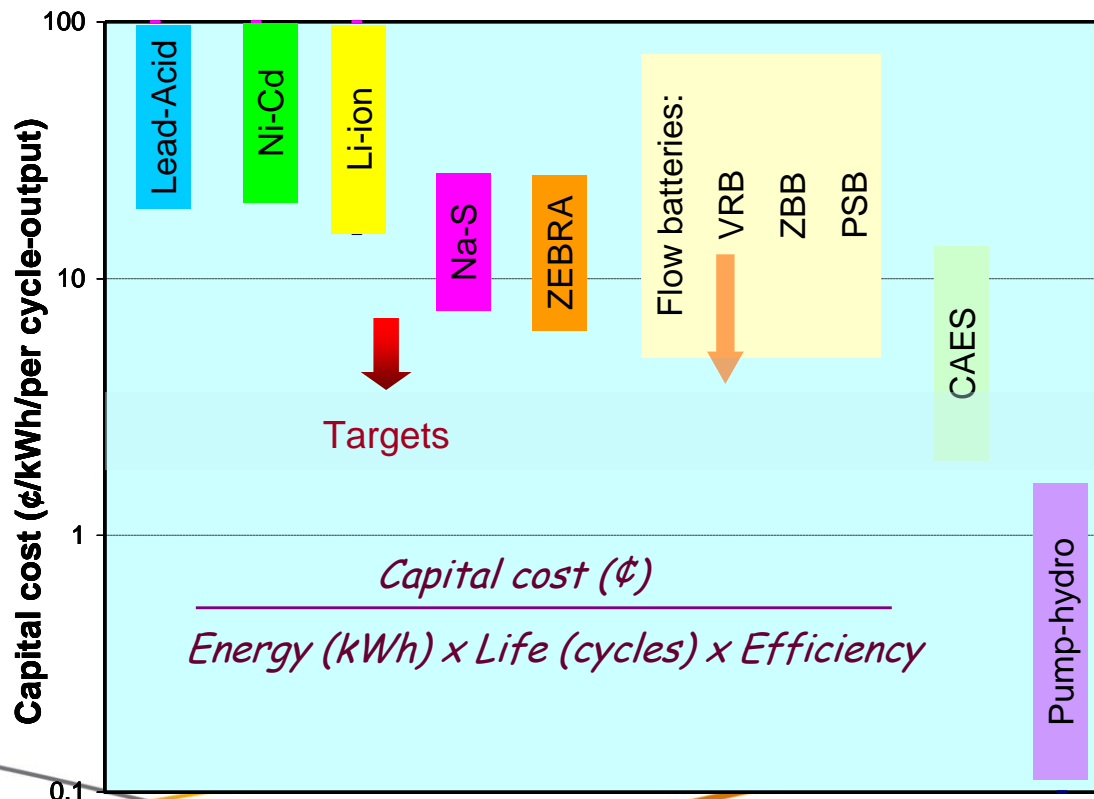 Capital cost (¢/kWh/per cycle-output)
100
10
1
0.1
Lead-Acid
Ni-Cd
Li-ion
Na-S
ZEBRA
Flow batteries:
VRB
ZBB
PSB
CAES
Pump-hydro
Targets
Capital cost (¢)
Energy (kWh) x Life (cycles) x Efficiency